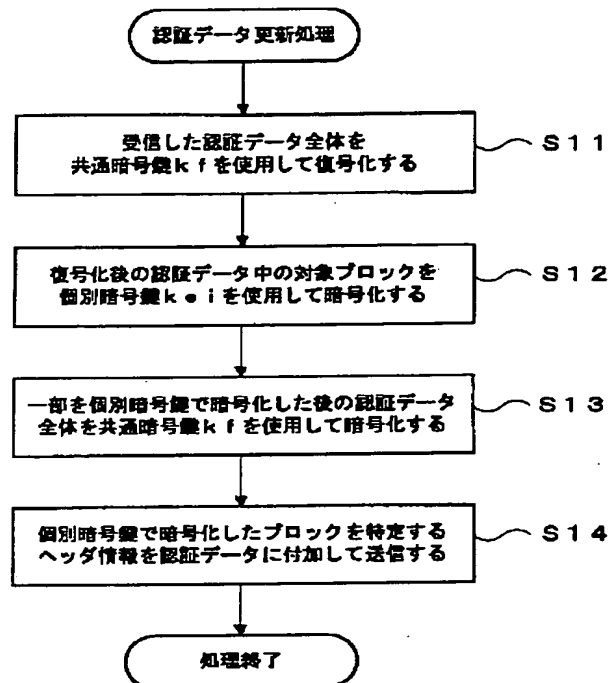 認証データ更新処理
受信した認証データ全体を
共通暗号鍵ｋｆを使用して復号化する
Ｓ１１
復号化後の認証データ中の対象ブロックを
個別暗号鍵ｋｅｉを使用して暗号化する
Ｓ１２
一部を個別暗号鍵で暗号化した後の認証データ
全体を共通暗号鍵ｋｆを使用して暗号化する
Ｓ１３
個別暗号鍵で暗号化したブロックを特定する
ヘッダ情報を認証データに付加して送信する
Ｓ１４
処理終了